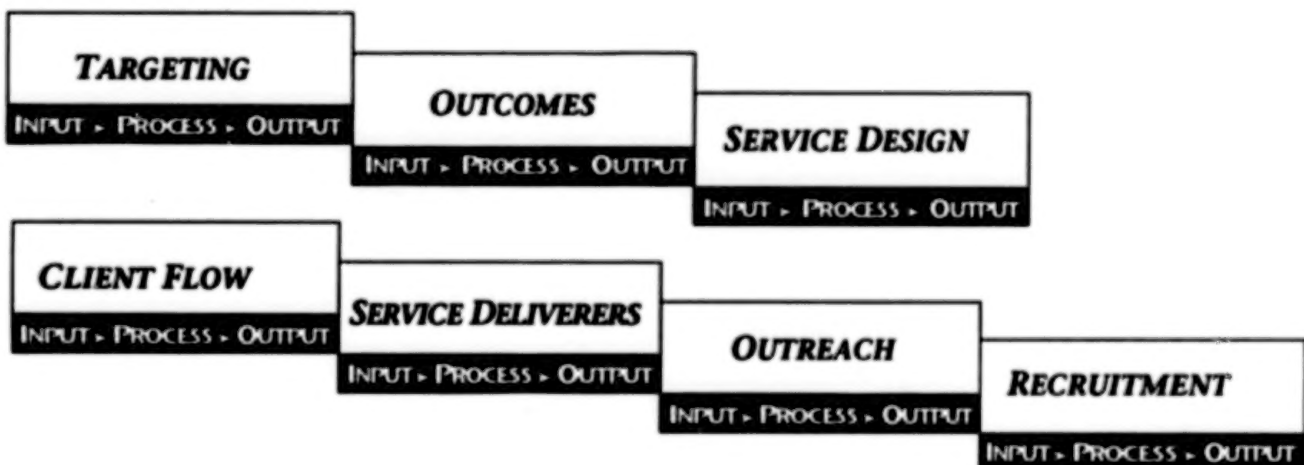 TARGETING
INPUT ▸ PROCESS ▸ OUTPUT
OUTCOMES
INPUT ▸ PROCESS ▸ OUTPUT
SERVICE DESIGN
INPUT ▸ PROCESS ▸ OUTPUT
CLIENT FLOW
INPUT ▸ PROCESS ▸ OUTPUT
SERVICE DELIVERERS
INPUT ▸ PROCESS ▸ OUTPUT
OUTREACH
INPUT ▸ PROCESS ▸ OUTPUT
RECRUITMENT
INPUT ▸ PROCESS ▸ OUTPUT